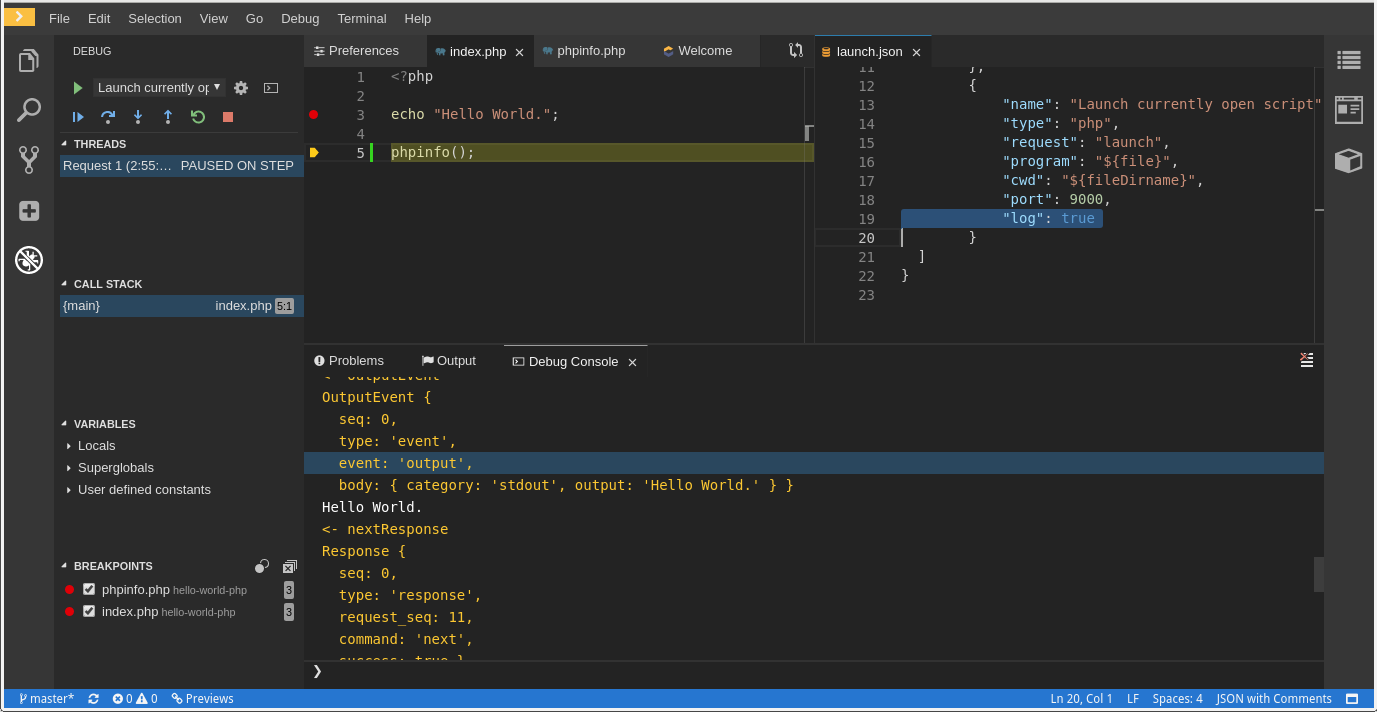 File Edit Selection View Go Debug Terminal Help
DEBUG
Launch currently op
THREADS
Request 1 (2:55:… PAUSED ON STEP
CALL STACK
{main} index.php 5:1
VARIABLES
Locals
Superglobals
User defined constants
BREAKPOINTS
phpinfo.php hello-world-php 3
index.php hello-world-php 3
Preferences index.php phpinfo.php Welcome
1 <?php
2
3 echo "Hello World.";
4
5 phpinfo();
launch.json
11 },
12 {
13 "name": "Launch currently open script"
14 "type": "php",
15 "request": "launch",
16 "program": "${file}",
17 "cwd": "${fileDirname}",
18 "port": 9000,
19 "log": true
20 }
21 ]
22 }
23
Problems Output Debug Console
<- outputEvent
OutputEvent {
seq: 0,
type: 'event',
event: 'output',
body: { category: 'stdout', output: 'Hello World.' } }
Hello World.
<- nextResponse
Response {
seq: 0,
type: 'response',
request_seq: 11,
command: 'next',
success: true }
❯
master* 0 0 Previews Ln 20, Col 1 LF Spaces: 4 JSON with Comments